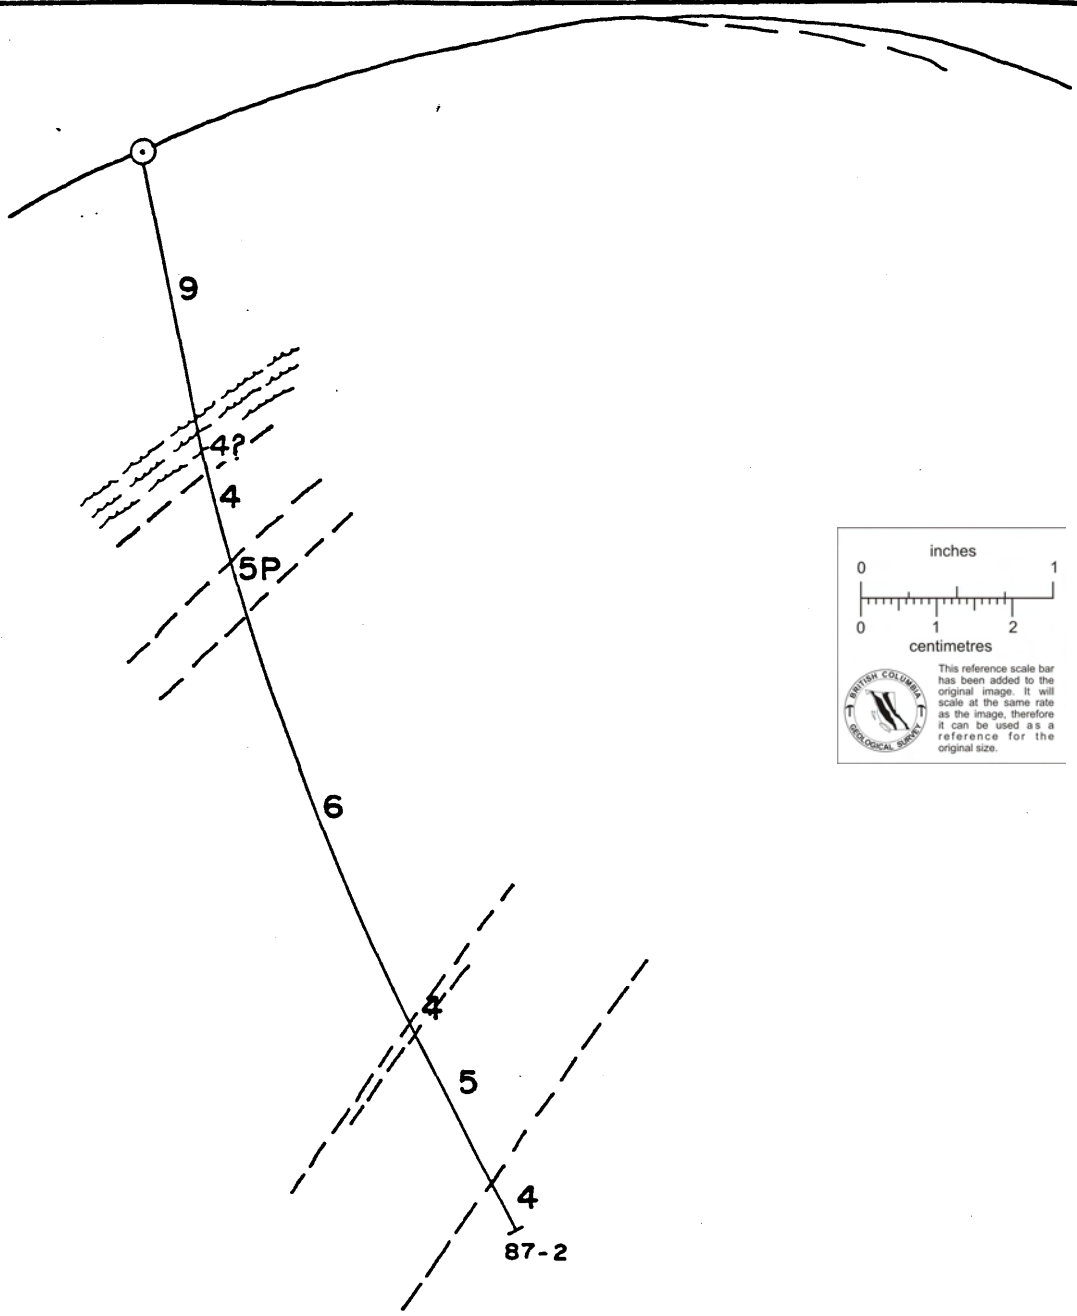 9
4?
4
5P
6
4
5
4
87-2
inches
0 1
0 1 2
centimetres
This reference scale bar
has been added to the
original image. It will
scale at the same rate
as the image, therefore
it can be used as a
reference for the
original size.
BRITISH COLUMBIA
GEOLOGICAL SURVEY